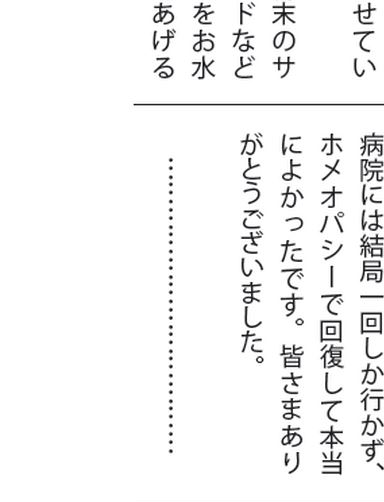 せてい
末のサ
ドなど
をお水
あげる
病院には結局一回しか行かず、
ホメオパシーで回復して本当
によかったです。皆さまあり
がとうございました。